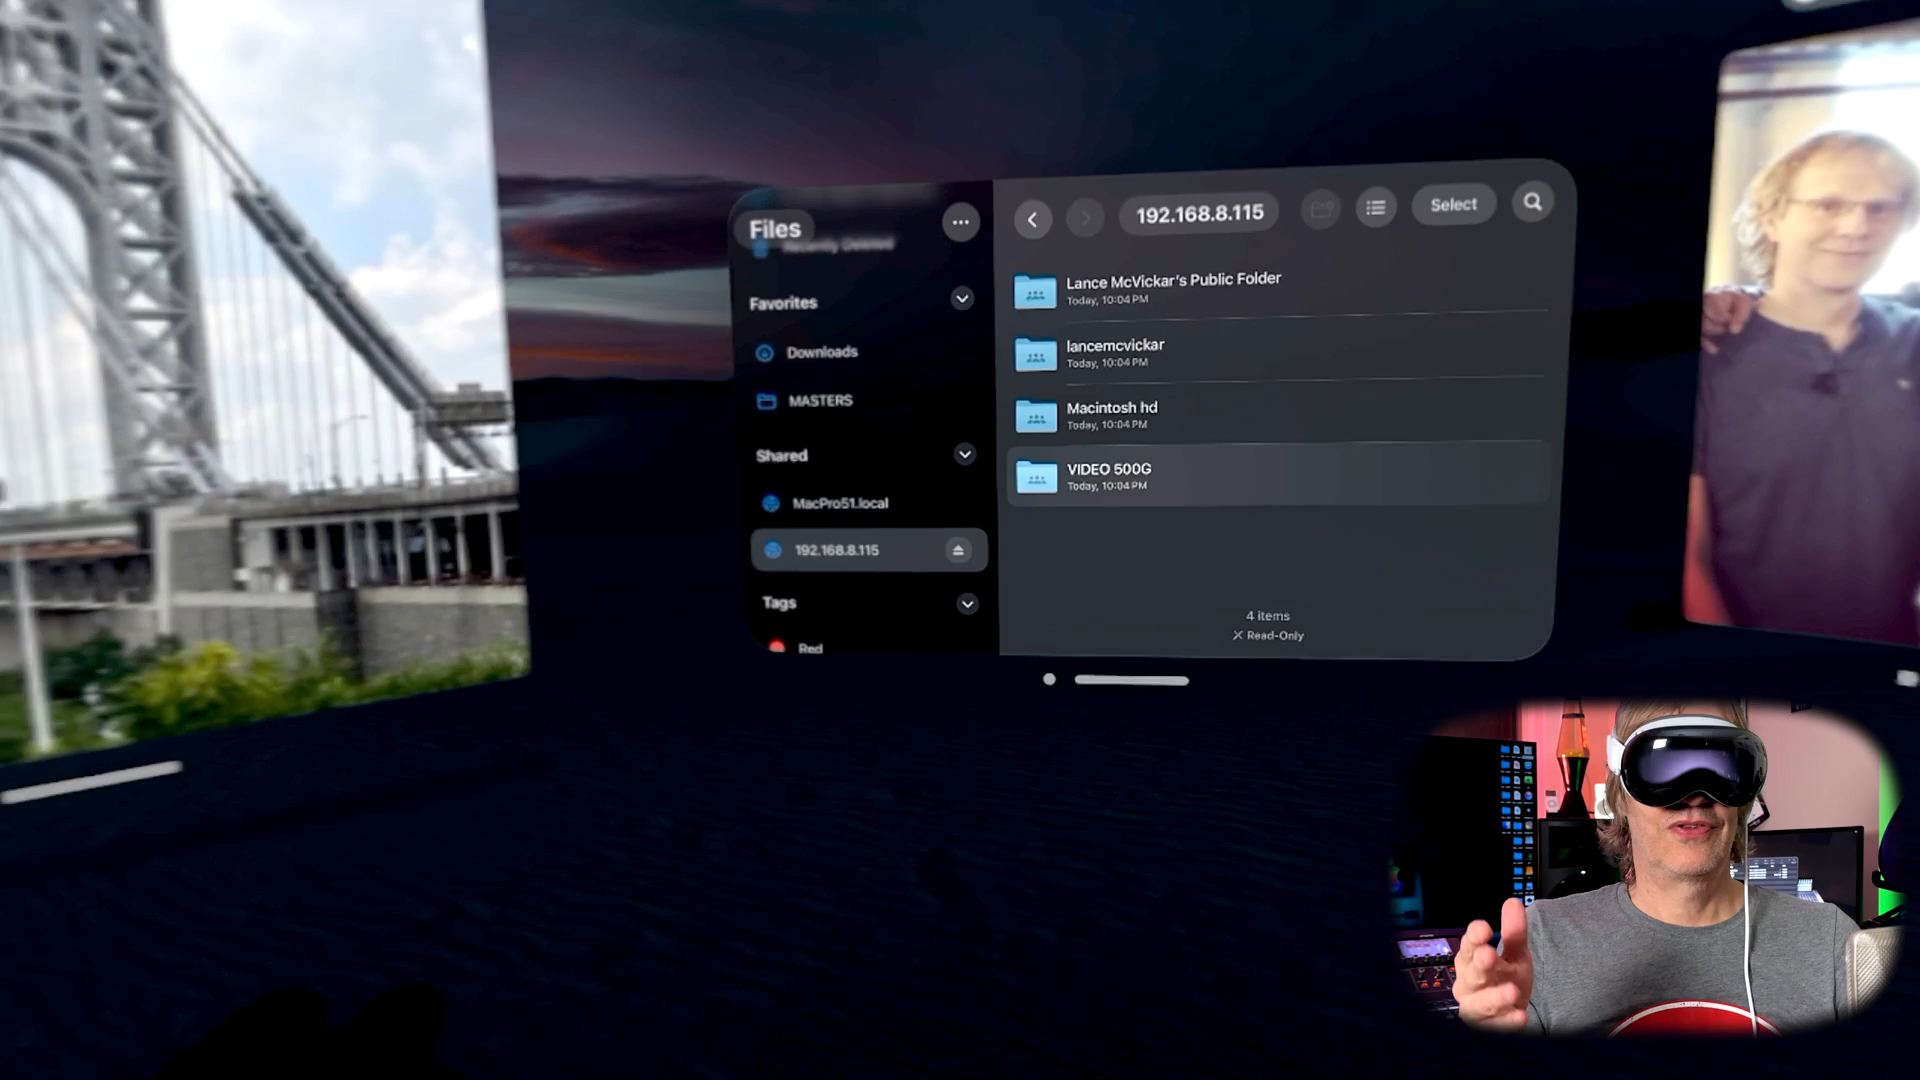 Files
Recently Deleted
Favorites
Downloads
MASTERS
Shared
MacPro51.local
192.168.8.115
Tags
Red
192.168.8.115
Select
Lance McVickar's Public Folder
Today, 10:04 PM
lancemcvickar
Today, 10:04 PM
Macintosh hd
Today, 10:04 PM
VIDEO 500G
Today, 10:04 PM
4 items
Read-Only